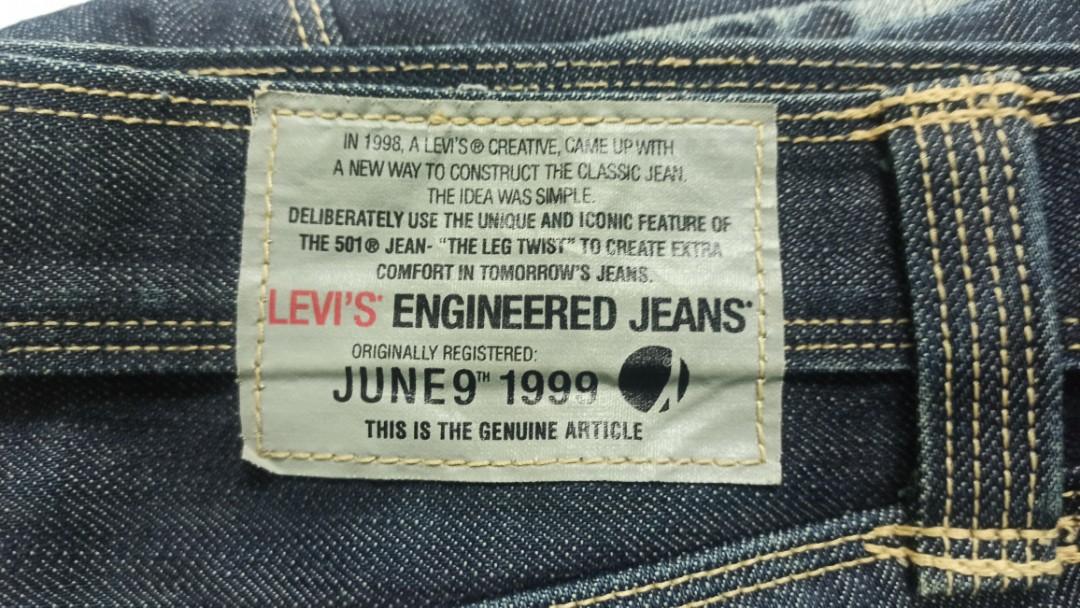 IN 1998, A LEVI'S® CREATIVE, CAME UP WITH
A NEW WAY TO CONSTRUCT THE CLASSIC JEAN.
THE IDEA WAS SIMPLE.
DELIBERATELY USE THE UNIQUE AND ICONIC FEATURE OF
THE 501® JEAN- "THE LEG TWIST" TO CREATE EXTRA
COMFORT IN TOMORROW'S JEANS.
LEVI'S® ENGINEERED JEANS®
ORIGINALLY REGISTERED:
JUNE 9TH 1999
THIS IS THE GENUINE ARTICLE